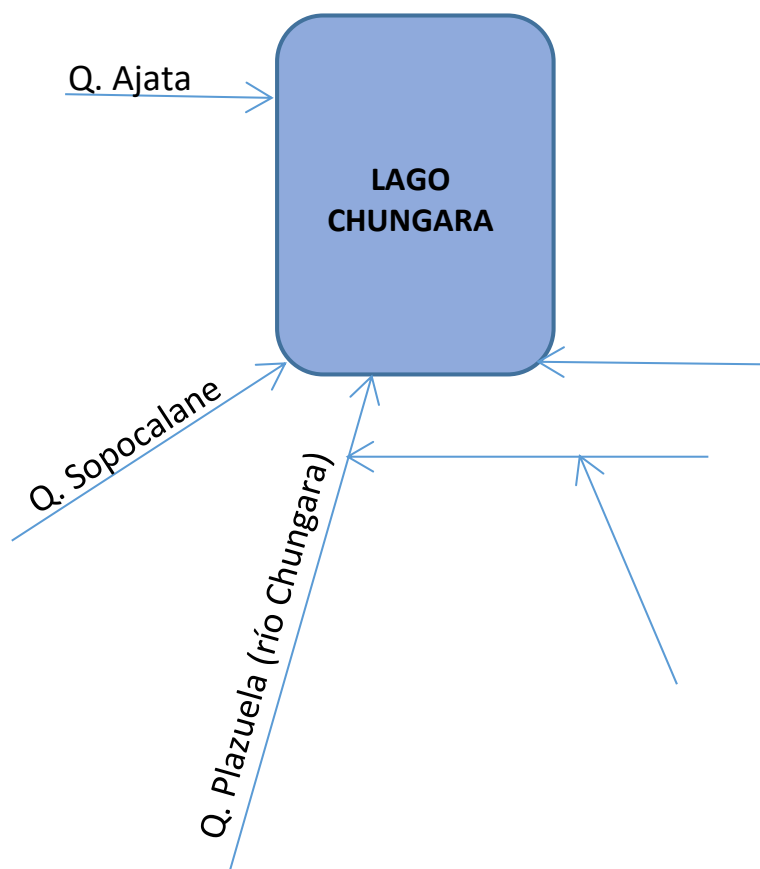 Q. Ajata
LAGO
CHUNGARA
Q. Sopocalane
Q. Plazuela (río Chungara)